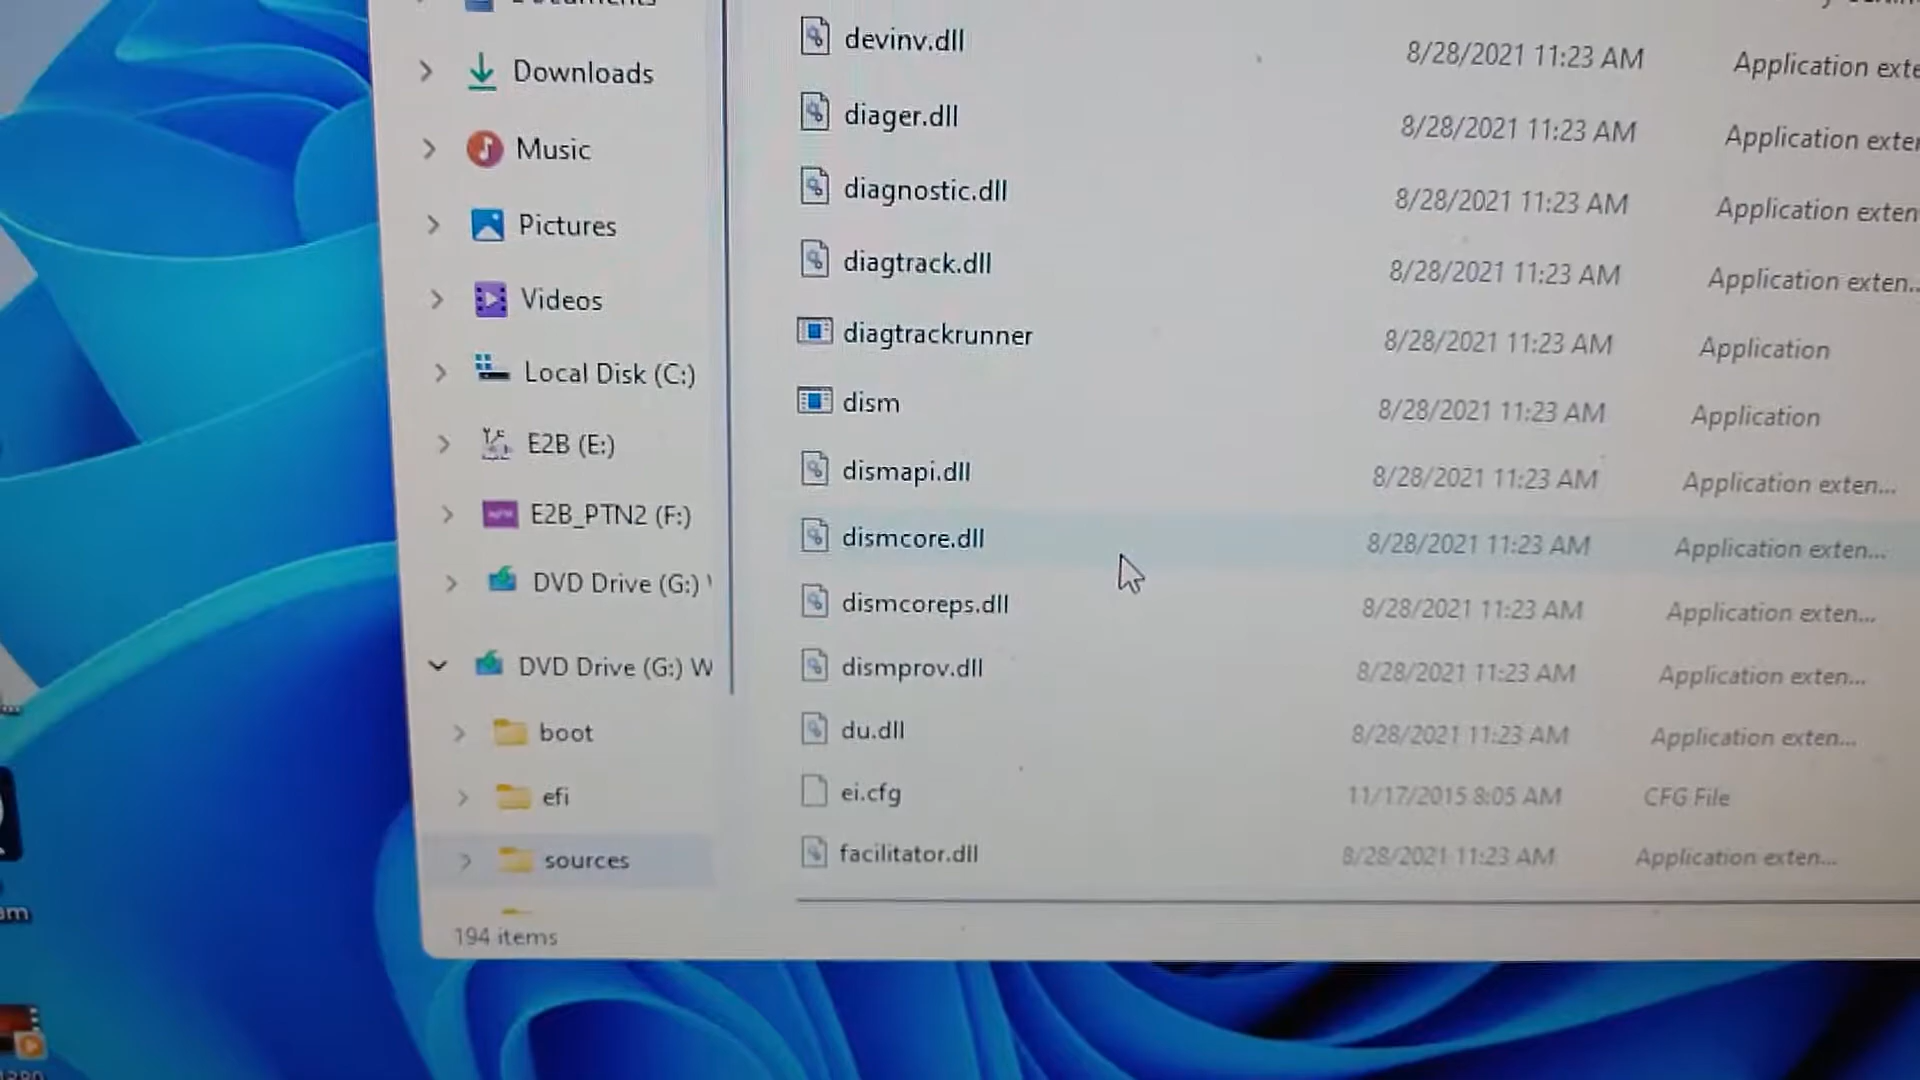 Documents
Downloads
Music
Pictures
Videos
Local Disk (C:)
E2B (E:)
E2B_PTN2 (F:)
DVD Drive (G:)
DVD Drive (G:) W
boot
efi
sources
194 items
devinv.dll 8/28/2021 11:23 AM Application exte
diager.dll 8/28/2021 11:23 AM Application exten
diagnostic.dll 8/28/2021 11:23 AM Application exten
diagtrack.dll 8/28/2021 11:23 AM Application exten...
diagtrackrunner 8/28/2021 11:23 AM Application
dism 8/28/2021 11:23 AM Application
dismapi.dll 8/28/2021 11:23 AM Application exten...
dismcore.dll 8/28/2021 11:23 AM Application exten...
dismcoreps.dll 8/28/2021 11:23 AM Application exten...
dismprov.dll 8/28/2021 11:23 AM Application exten...
du.dll 8/28/2021 11:23 AM Application exten...
ei.cfg 11/17/2015 8:05 AM CFG File
facilitator.dll 8/28/2021 11:23 AM Application exten...
am